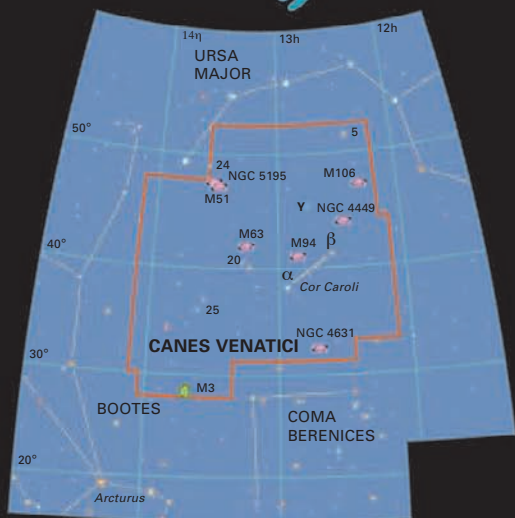 14η
13h
12h
URSA
MAJOR
50°
5
24
NGC 5195
M106
M51
Y
NGC 4449
M63
β
40°
M94
20
α
Cor Caroli
25
CANES VENATICI
NGC 4631
30°
M3
BOOTES
COMA
BERENICES
20°
Arcturus